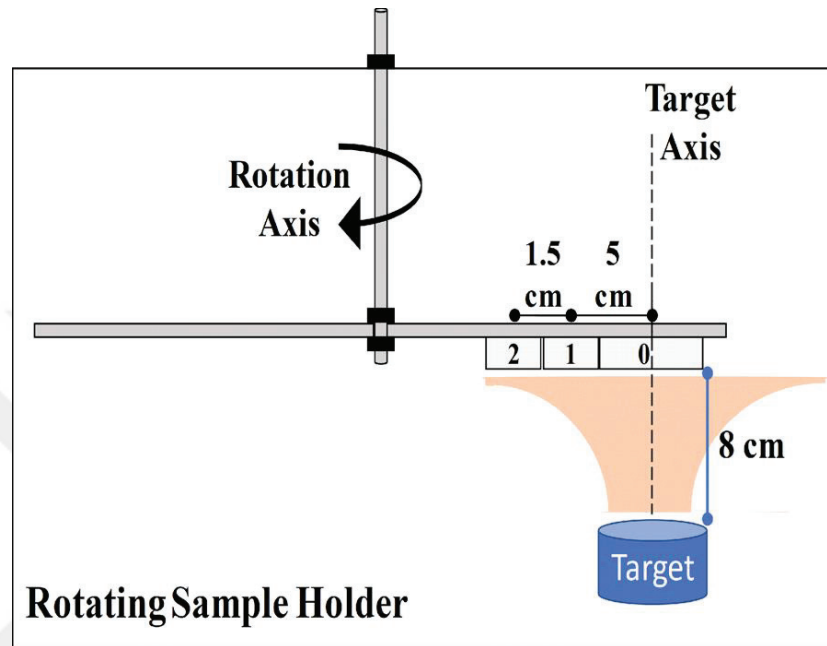 Target
Axis
Rotation
Axis
1.5
cm
5
cm
2
1
0
8 cm
Target
Rotating Sample Holder